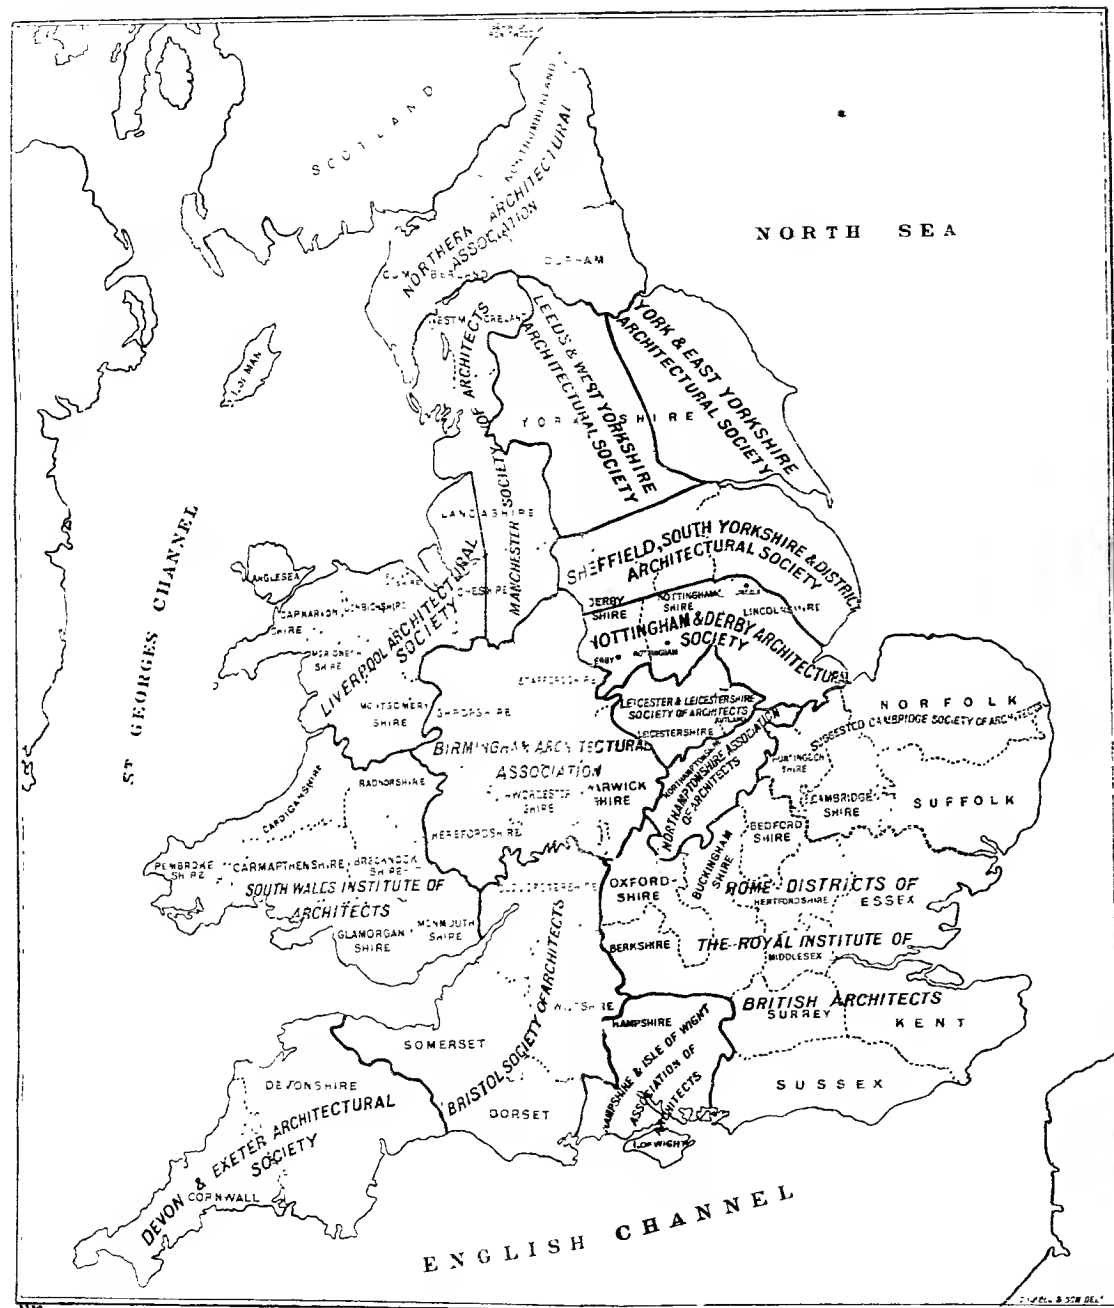 SCOTLAND
NORTHUMBERLAND
NORTHERN ARCHITECTURAL
ASSOCIATION
CUMBERLAND
DURHAM
NORTH SEA
WESTMORELAND
I. OF MAN
LEEDS & WEST YORKSHIRE
ARCHITECTURAL SOCIETY
YORK & EAST YORKSHIRE
ARCHITECTURAL SOCIETY
YORKSHIRE
MANCHESTER SOCIETY OF ARCHITECTS
LANCASHIRE
ST GEORGES CHANNEL
SHEFFIELD, SOUTH YORKSHIRE & DISTRICT
ARCHITECTURAL SOCIETY
ANGLESEA
CARNARVON
SHIRE
DENBIGHSHIRE
CHESHIRE
LIVERPOOL ARCHITECTURAL
SOCIETY
DERBY
SHIRE
NOTTINGHAM
SHIRE
LINCOLN
LINCOLNSHIRE
NOTTINGHAM & DERBY ARCHITECTURAL
SOCIETY
DERBY
NOTTINGHAM
MERIONETH
SHIRE
MONTGOMERY
SHIRE
STAFFORDSHIRE
SHROPSHIRE
LEICESTER & LEICESTERSHIRE
SOCIETY OF ARCHITECTS
RUTLAND
LEICESTERSHIRE
NORFOLK
SUGGESTED CAMBRIDGE SOCIETY OF ARCHITECTS
BIRMINGHAM ARCHITECTURAL
ASSOCIATION
NORTHAMPTONSHIRE
NORTHAMPTONSHIRE ASSOCIATION
OF ARCHITECTS
HUNTINGDON
SHIRE
CAMBRIDGE
SHIRE
SUFFOLK
CARDIGANSHIRE
RADNORSHIRE
WORCESTER
SHIRE
WARWICK
SHIRE
HEREFORDSHIRE
BEDFORD
SHIRE
BUCKINGHAM
SHIRE
PEMBROKE
SHIRE
CARMARTHENSHIRE
BRECKNOCK
SHIRE
SOUTH WALES INSTITUTE OF
ARCHITECTS
GLOUCESTERSHIRE
OXFORD
SHIRE
HOME DISTRICTS OF
HERTFORDSHIRE
ESSEX
GLAMORGAN
SHIRE
MONMOUTH
SHIRE
BERKSHIRE
THE ROYAL INSTITUTE OF
MIDDLESEX
BRITISH ARCHITECTS
SURREY
KENT
BRISTOL SOCIETY OF ARCHITECTS
WILTSHIRE
HAMPSHIRE
HAMPSHIRE & ISLE OF WIGHT
ASSOCIATION OF
ARCHITECTS
SOMERSET
DEVONSHIRE
DORSET
SUSSEX
I. OF WIGHT
DEVON & EXETER ARCHITECTURAL
SOCIETY
CORNWALL
ENGLISH CHANNEL